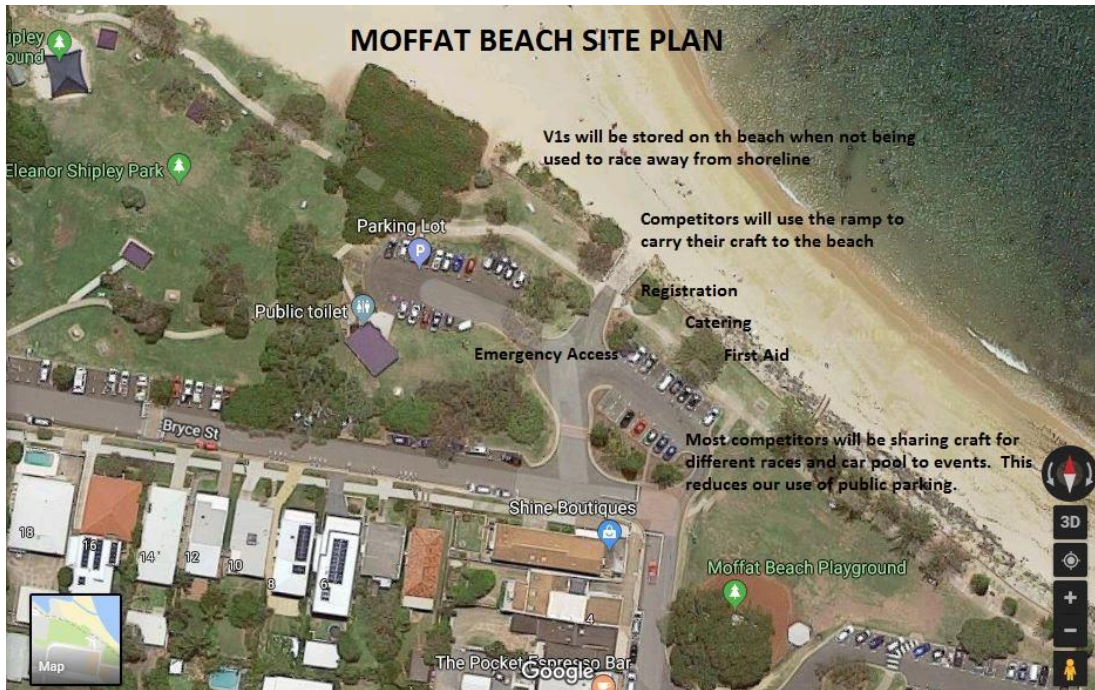 MOFFAT BEACH SITE PLAN
ipley
ound
V1s will be stored on th beach when not being
used to race away from shoreline
Eleanor Shipley Park
Competitors will use the ramp to
carry their craft to the beach
Parking Lot
P
Registration
Public toilet
Catering
Emergency Access
First Aid
Bryce St
Most competitors will be sharing craft for
different races and car pool to events. This
reduces our use of public parking.
Shine Boutiques
3D
18
16
14
12
10
8
6
4
Moffat Beach Playground
+
−
Map
The Pocket Espresso Bar
Google